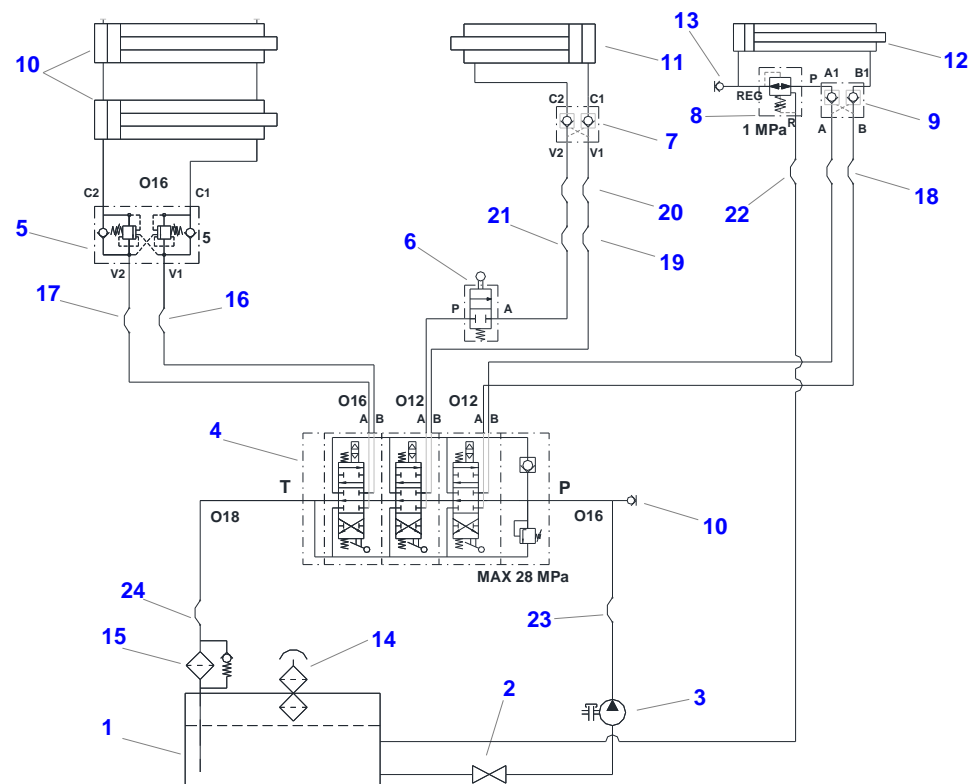 13
10
11
12
A1 B1
P
REG
8
R
9
1 MPa
A B
C2 C1
7
V2 V1
O16
C2 C1
5
5
V2 V1
22
18
20
21
6
19
P A
17
16
O16 O12 O12
A B A B A B
4
T P
O18 O16
10
MAX 28 MPa
24
23
15
14
2
3
1